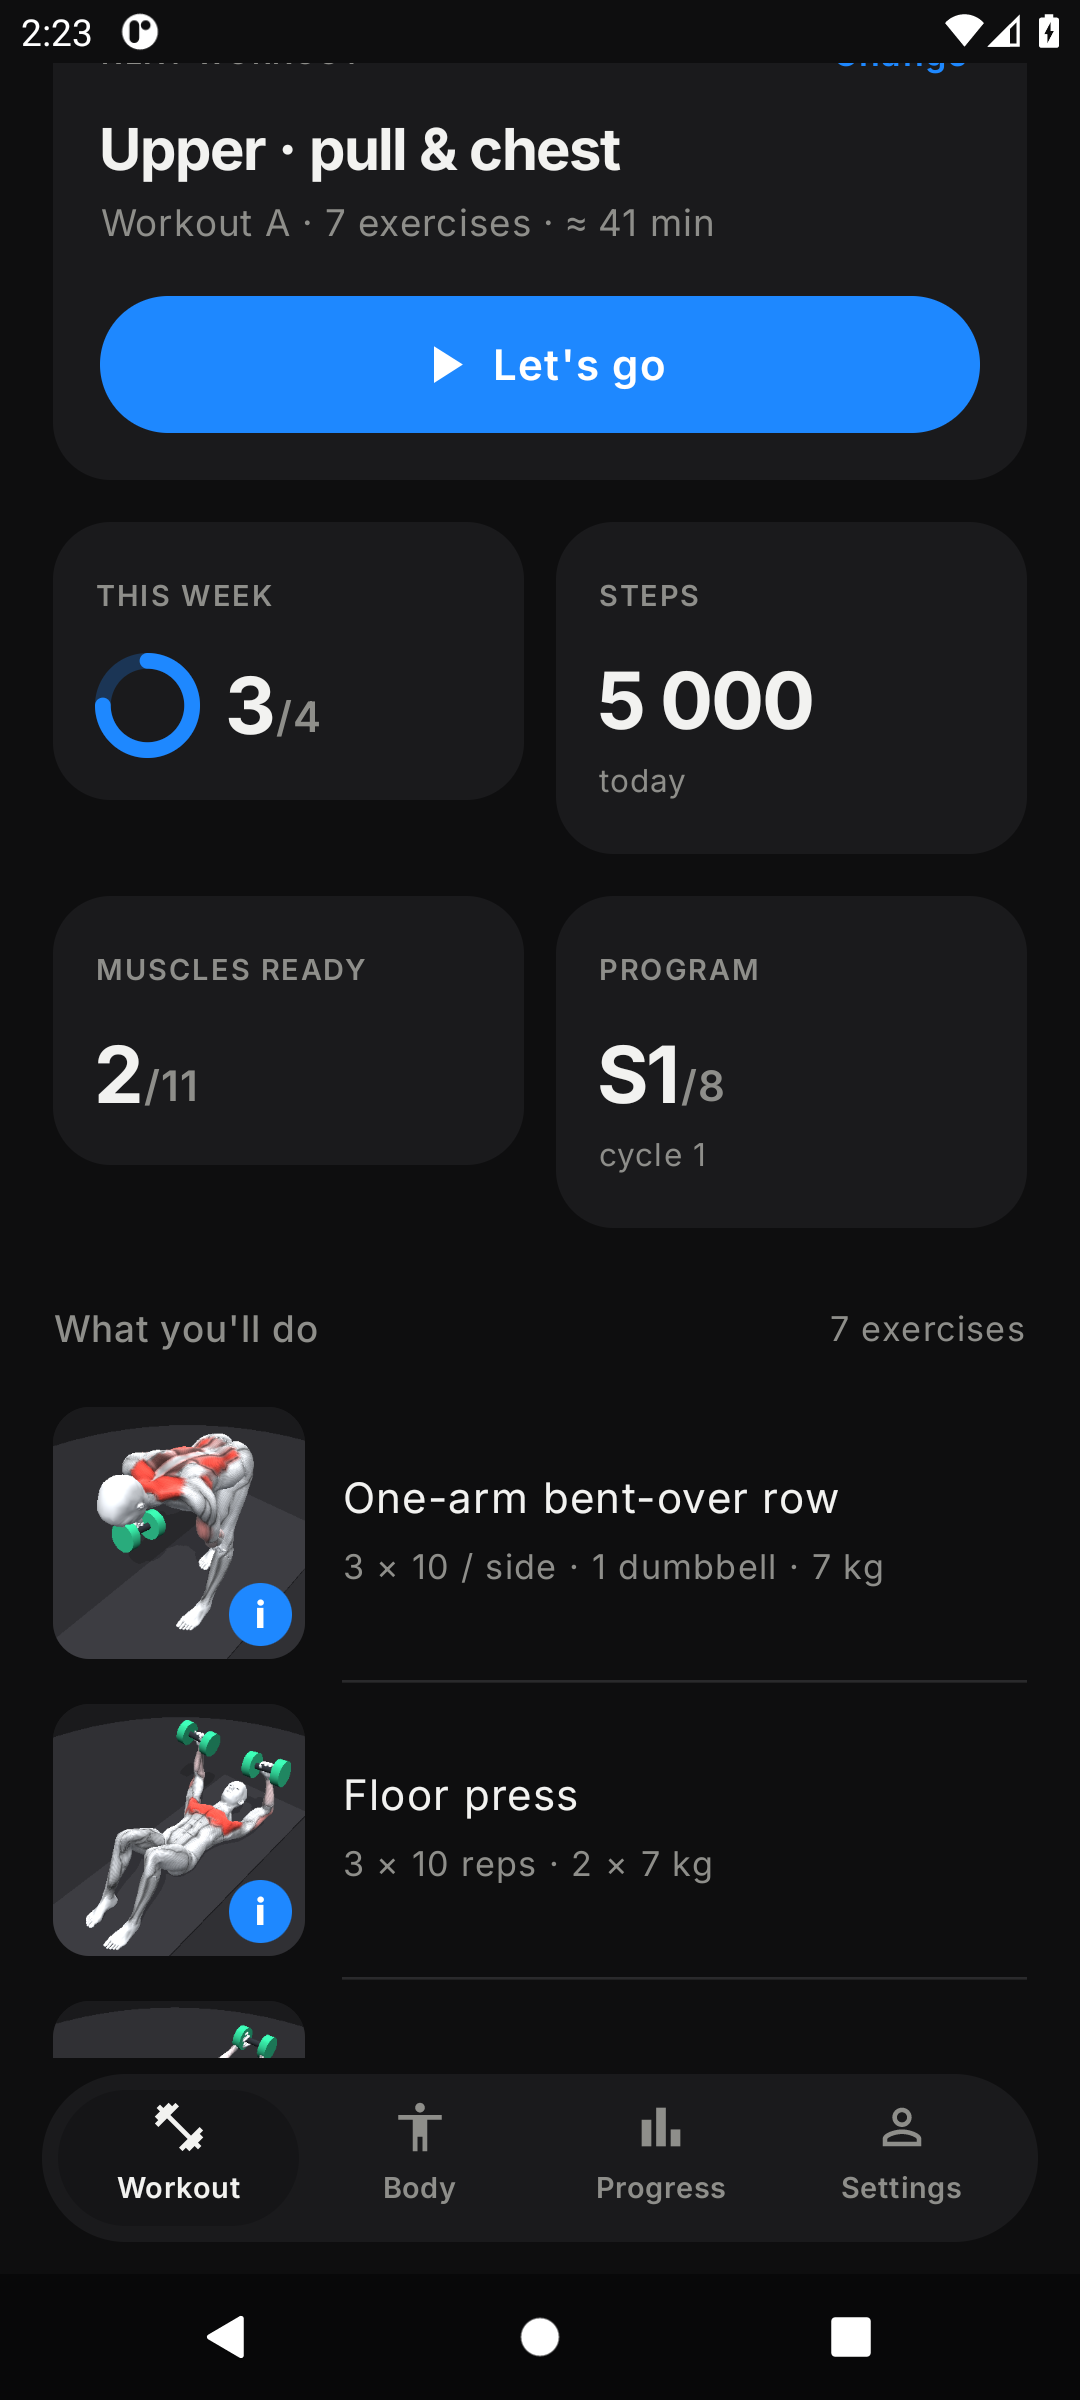 2:23
Change
Upper · pull & chest
Workout A · 7 exercises · ≈ 41 min
Let's go
THIS WEEK
3/4
STEPS
5 000
today
MUSCLES READY
2/11
PROGRAM
S1/8
cycle 1
What you'll do
7 exercises
One-arm bent-over row
3 × 10 / side · 1 dumbbell · 7 kg
i
Floor press
3 × 10 reps · 2 × 7 kg
i
Workout
Body
Progress
Settings